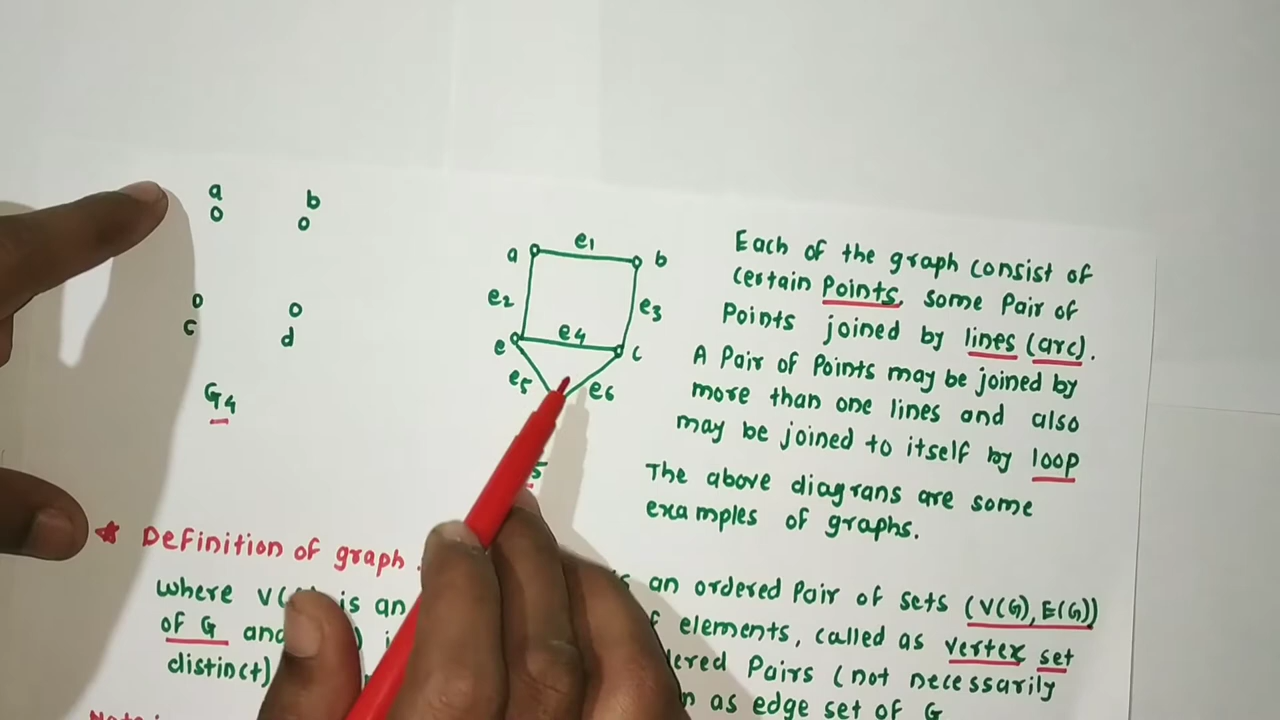 a b
c d
G4
a e1 b
e2 e3
e e4 c
e5 e6
5
Each of the graph consist of
certain points, some pair of
Points joined by lines (arc).
A Pair of Points may be joined by
more than one lines and also
may be joined to itself by loop
The above diagrans are some
examples of graphs.
★ Definition of graph.
is an ordered Pair of sets (V(G), E(G))
where V( is an of elements, called as vertex set
of G and Pairs (not necessarily
distinct) as edge set of G